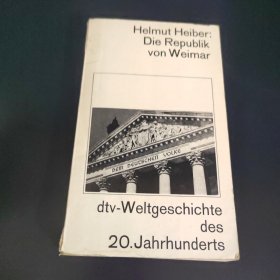 Helmut Heiber:
Die Republik
von Weimar
DEM DEUTSCHEN VOLKE
dtv-Weltgeschichte
des
20. Jahrhunderts